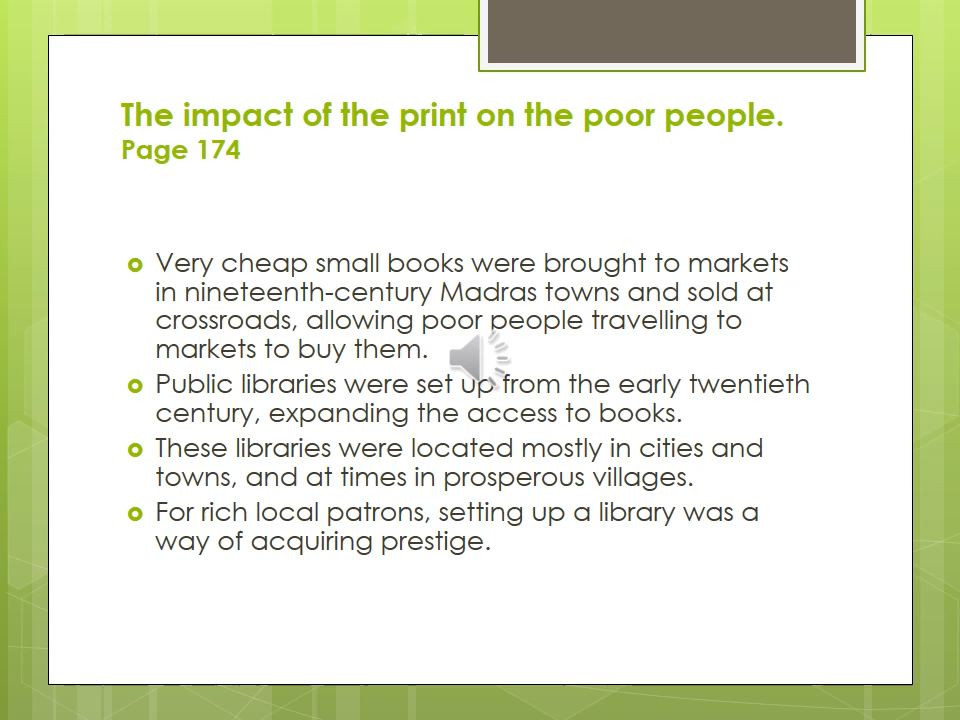 The impact of the print on the poor people.
Page 174
Very cheap small books were brought to markets
in nineteenth-century Madras towns and sold at
crossroads, allowing poor people travelling to
markets to buy them.
Public libraries were set up from the early twentieth
century, expanding the access to books.
These libraries were located mostly in cities and
towns, and at times in prosperous villages.
For rich local patrons, setting up a library was a
way of acquiring prestige.